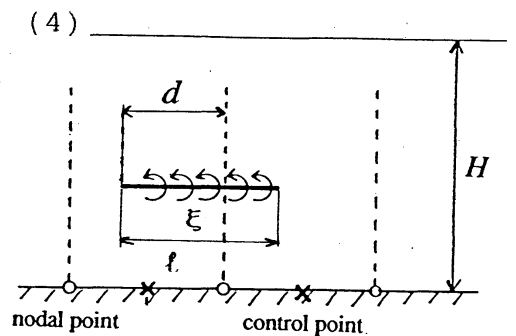 (4)
d
H
ξ
ℓ
nodal point
control point